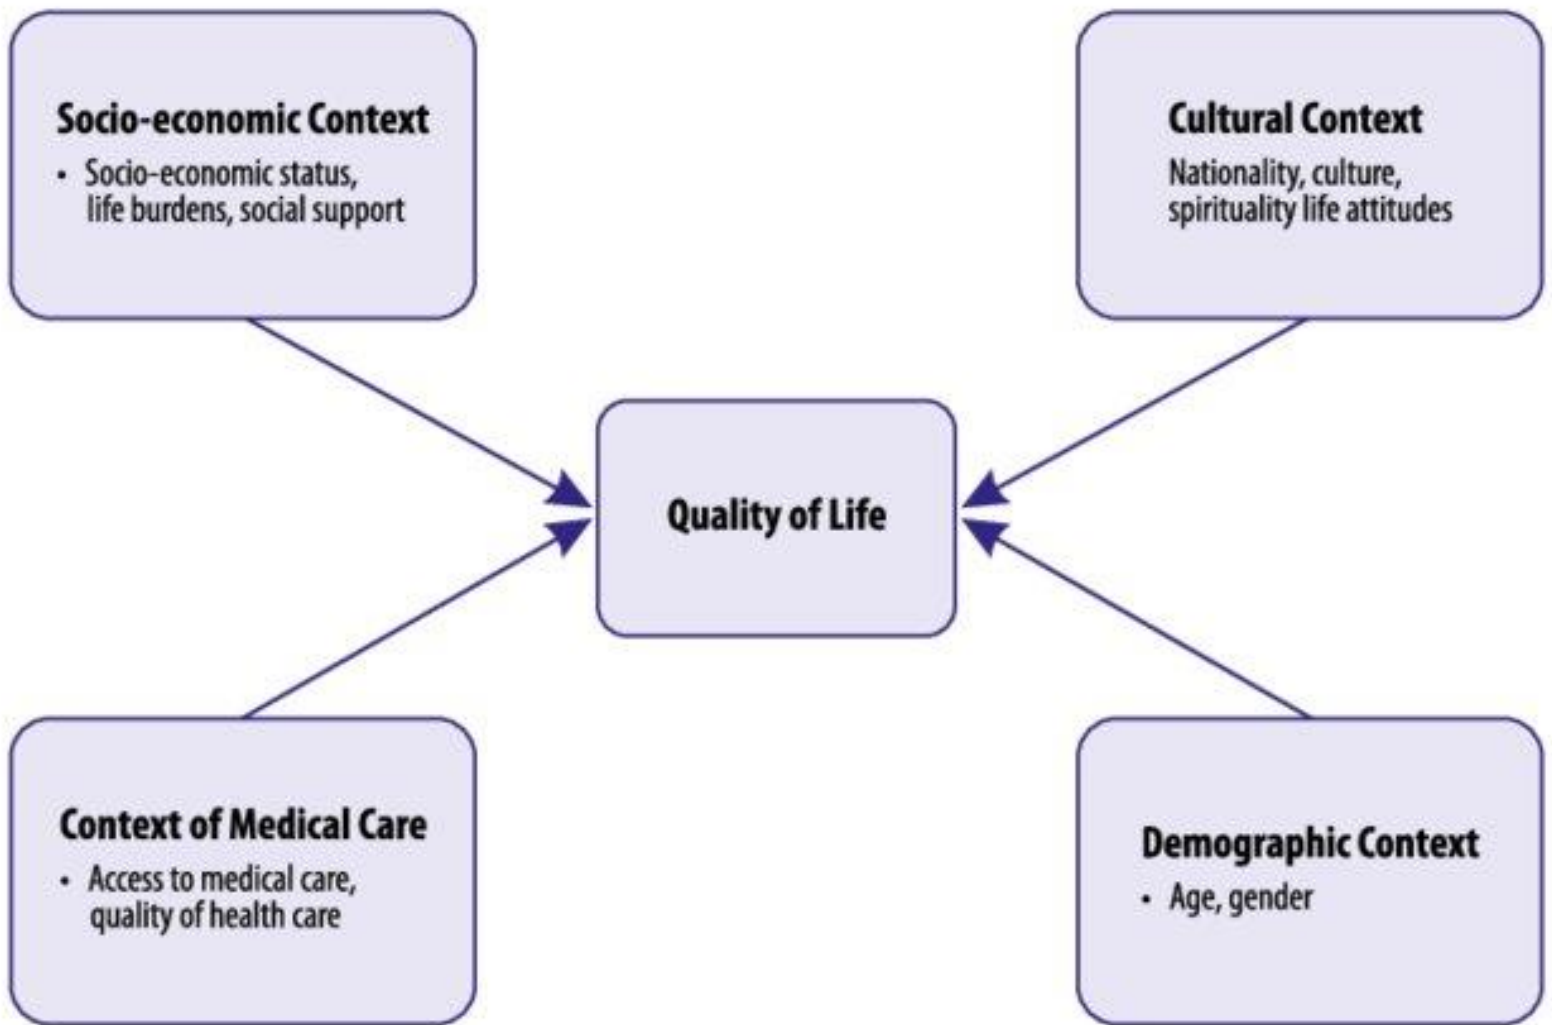 Socio-economic Context
• Socio-economic status,
life burdens, social support
Cultural Context
Nationality, culture,
spirituality life attitudes
Quality of Life
Context of Medical Care
• Access to medical care,
quality of health care
Demographic Context
• Age, gender